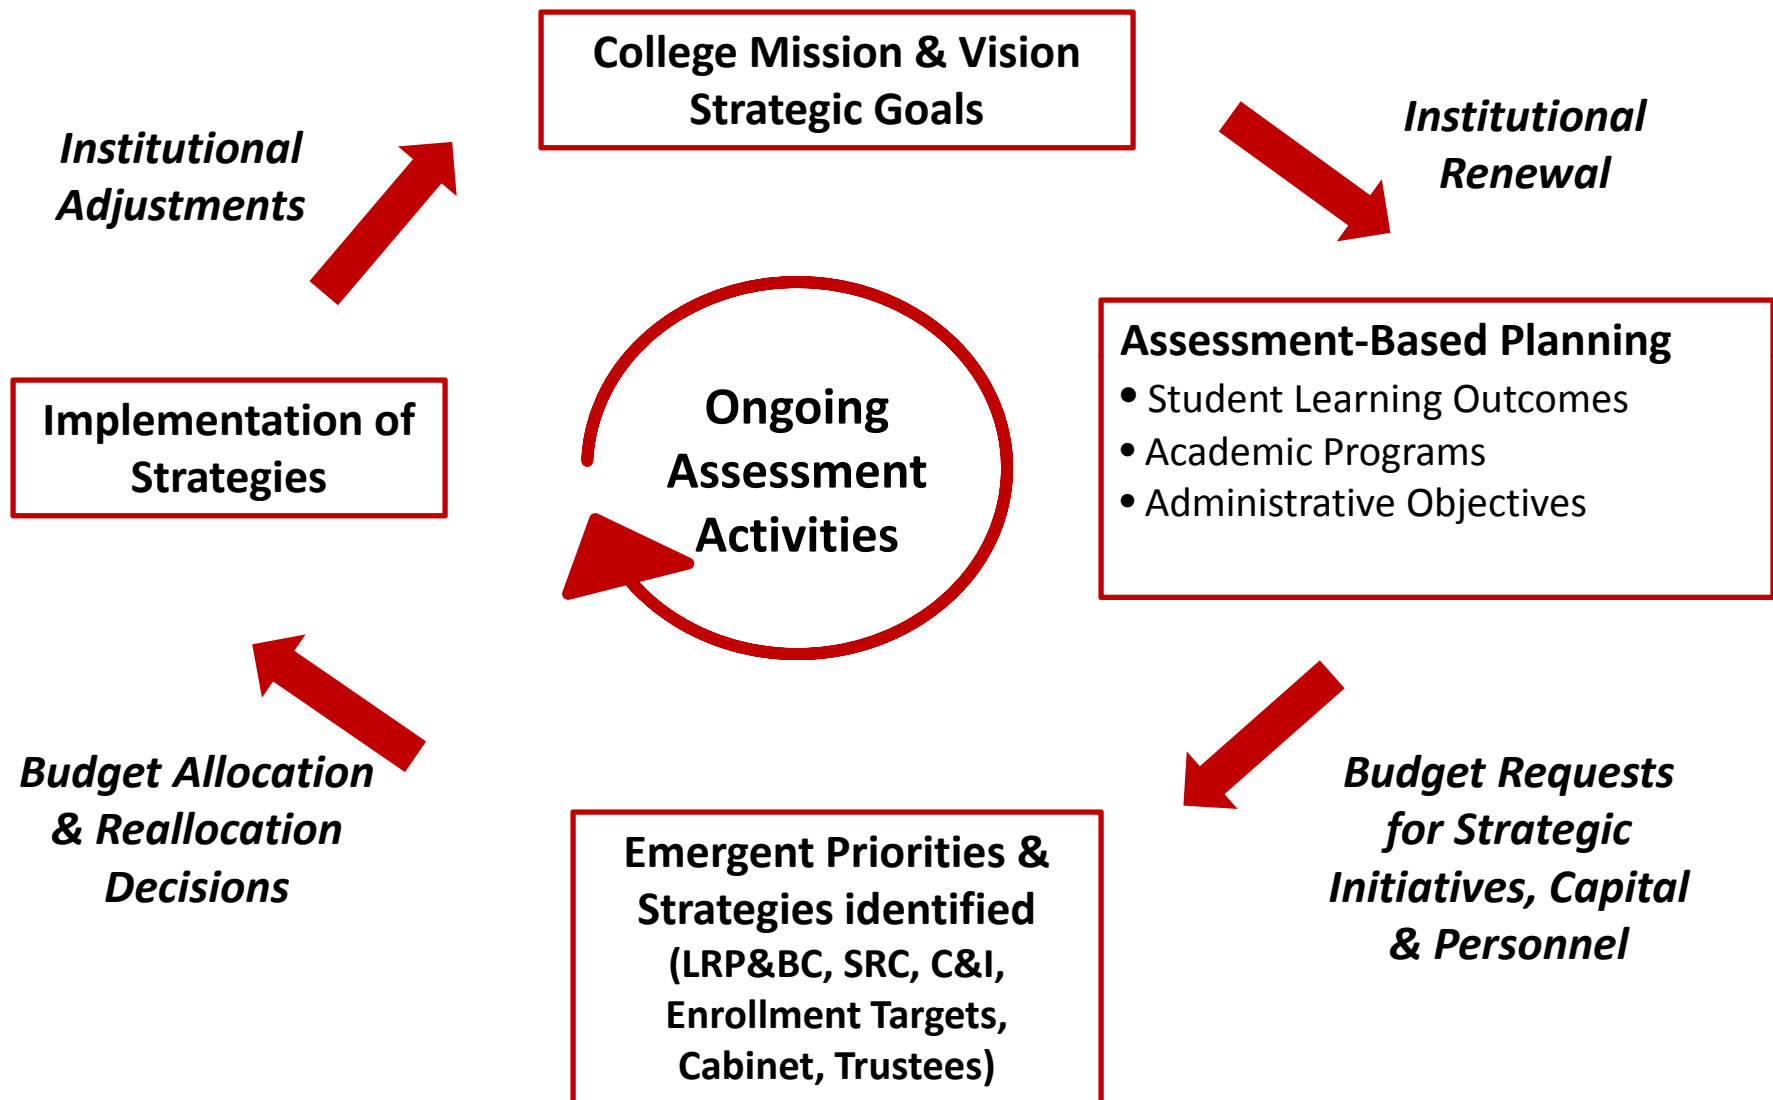 College Mission & Vision
Strategic Goals
Institutional
Renewal
Institutional
Adjustments
Assessment-Based Planning
• Student Learning Outcomes
• Academic Programs
• Administrative Objectives
Ongoing
Assessment
Activities
Implementation of
Strategies
Budget Requests
for Strategic
Initiatives, Capital
& Personnel
Budget Allocation
& Reallocation
Decisions
Emergent Priorities &
Strategies identified
(LRP&BC, SRC, C&I,
Enrollment Targets,
Cabinet, Trustees)